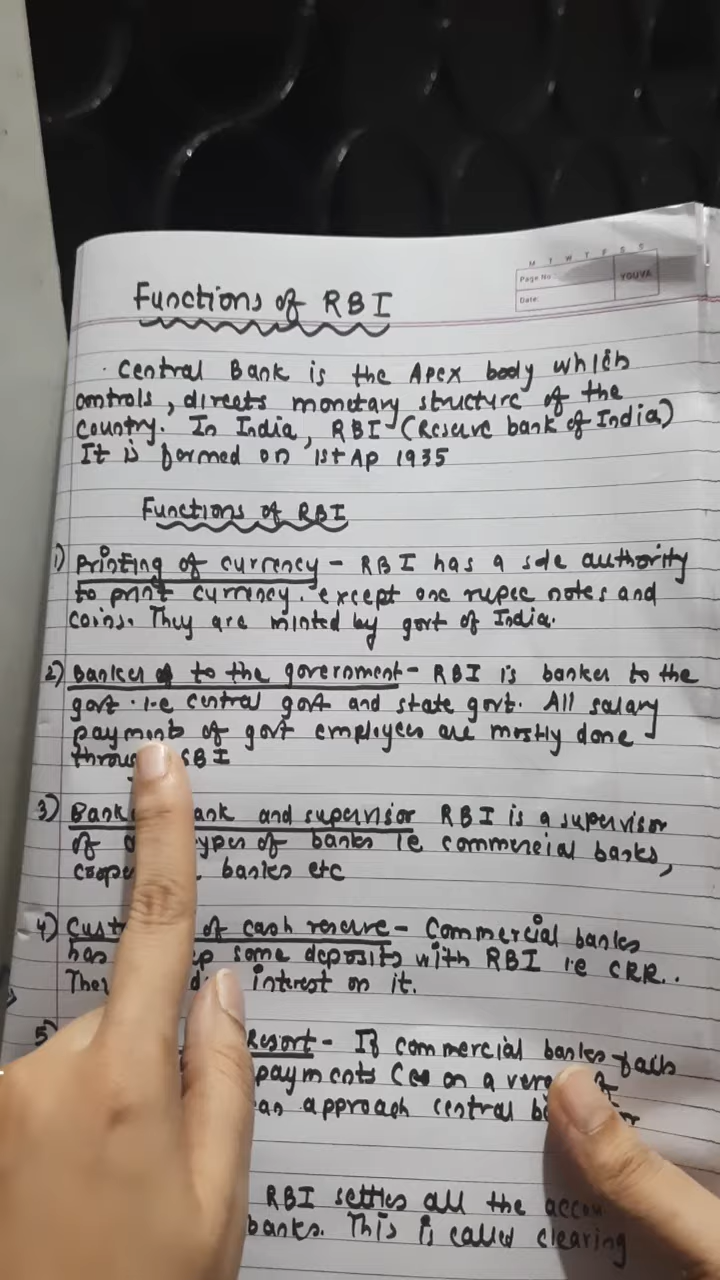 M T W T F S S
Page No
YOUVA
Date:
Functions of RBI
. Central Bank is the Apex body which
controls, directs monetary structure of the
country. In India, RBI (Reserve bank of India)
It is formed on 1st Ap 1935
Functions of RBI
1) Printing of currency - RBI has a sole authority
to print currency. except one rupee notes and
coins. They are minted by govt of India.
2) Banker to the government - RBI is banker to the
govt. i.e central govt and state govt. All salary
payments of govt employees are mostly done
BI
3) ank and supervisor RBI is a supervisor
of ypes of banks ie commercial banks,
banks etc
4) of cash reserve - Commercial banks
has some deposits with RBI i.e CRR..
interest on it.
5) Resort - If commercial banks fails
payments on a
an approach central
RBI settles all the
banks. This is called clearing